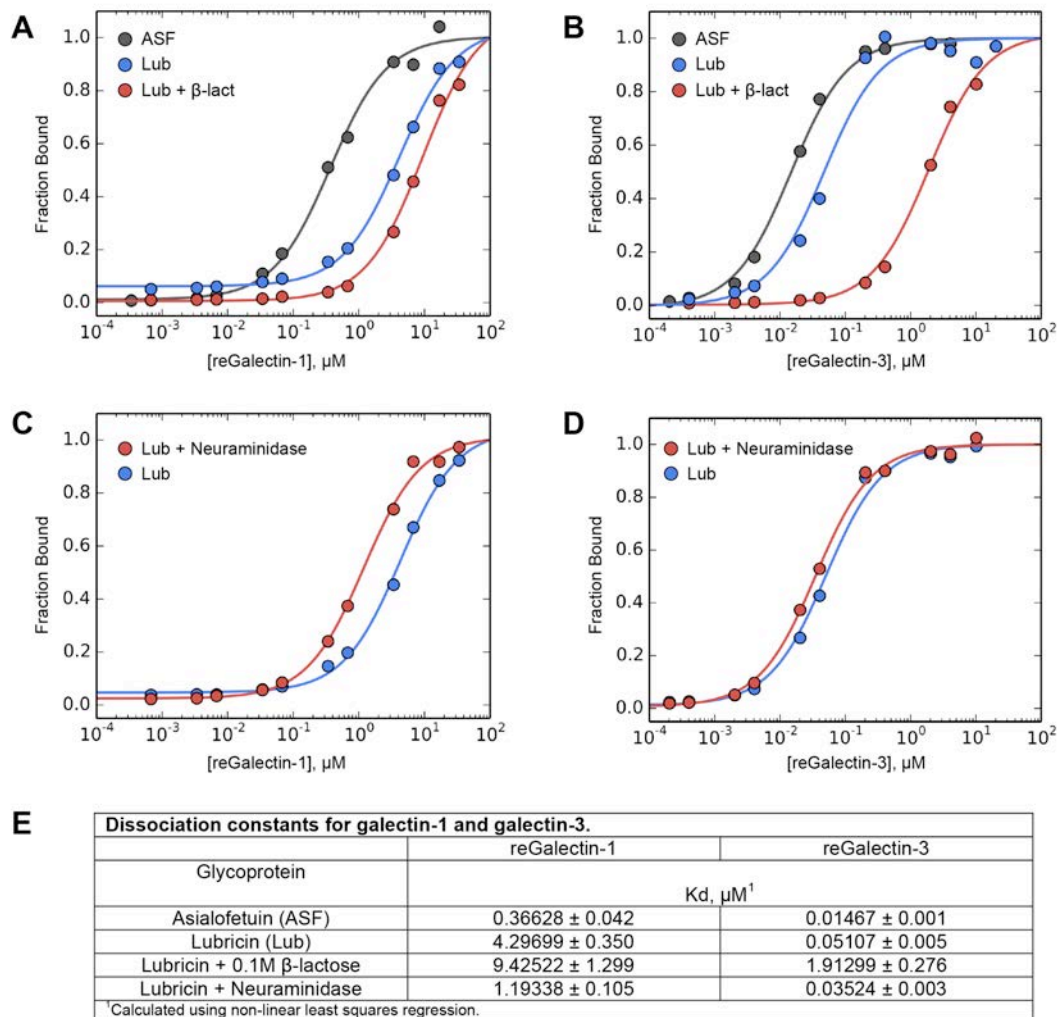 A
ASF
Lub
Lub + β-lact
1.0
0.8
0.6
0.4
0.2
0.0
Fraction Bound
10⁻⁴ 10⁻³ 10⁻² 10⁻¹ 10⁰ 10¹ 10²
[reGalectin-1], µM
B
ASF
Lub
Lub + β-lact
1.0
0.8
0.6
0.4
0.2
0.0
Fraction Bound
10⁻⁴ 10⁻³ 10⁻² 10⁻¹ 10⁰ 10¹ 10²
[reGalectin-3], µM
C
Lub + Neuraminidase
Lub
1.0
0.8
0.6
0.4
0.2
0.0
Fraction Bound
10⁻⁴ 10⁻³ 10⁻² 10⁻¹ 10⁰ 10¹ 10²
[reGalectin-1], µM
D
Lub + Neuraminidase
Lub
1.0
0.8
0.6
0.4
0.2
0.0
Fraction Bound
10⁻⁴ 10⁻³ 10⁻² 10⁻¹ 10⁰ 10¹ 10²
[reGalectin-3], µM
E
Dissociation constants for galectin-1 and galectin-3.
reGalectin-1 reGalectin-3
Glycoprotein
Kd, µM¹
Asialofetuin (ASF) 0.36628 ± 0.042 0.01467 ± 0.001
Lubricin (Lub) 4.29699 ± 0.350 0.05107 ± 0.005
Lubricin + 0.1M β-lactose 9.42522 ± 1.299 1.91299 ± 0.276
Lubricin + Neuraminidase 1.19338 ± 0.105 0.03524 ± 0.003
¹Calculated using non-linear least squares regression.